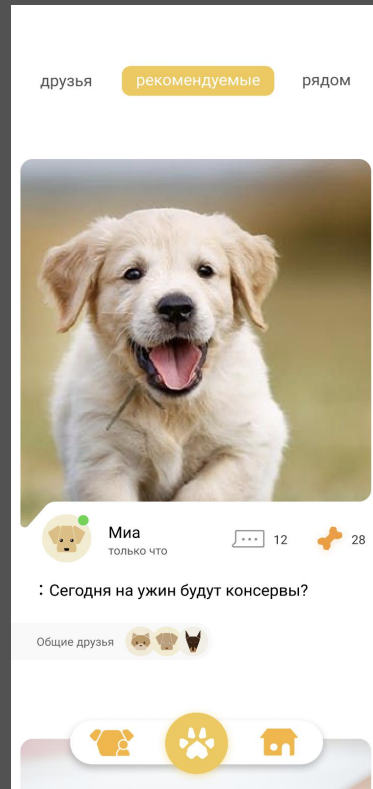 друзья рекомендуемые рядом
Миа
только что
12 28
: Сегодня на ужин будут консервы?
Общие друзья